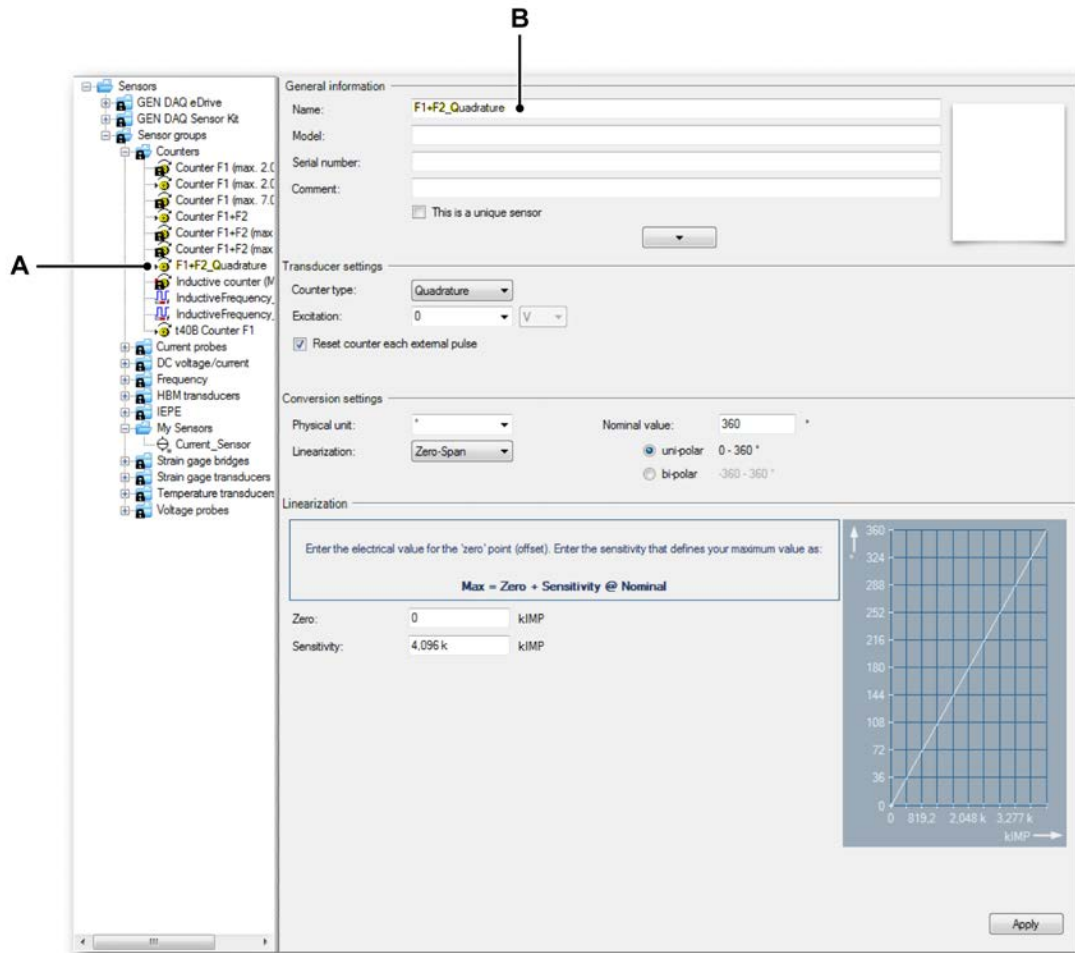 B
A
Sensors
GEN DAQ eDrive
GEN DAQ Sensor Kit
Sensor groups
Counters
Counter F1 (max. 2.0
Counter F1 (max. 2.0
Counter F1 (max. 7.0
Counter F1+F2
Counter F1+F2 (max
Counter F1+F2 (max
F1+F2_Quadrature
Inductive counter (M
InductiveFrequency_
InductiveFrequency_
t40B Counter F1
Current probes
DC voltage/current
Frequency
HBM transducers
IEPE
My Sensors
Current_Sensor
Strain gage bridges
Strain gage transducers
Temperature transducers
Voltage probes
General information
Name: F1+F2_Quadrature
Model:
Serial number:
Comment:
This is a unique sensor
Transducer settings
Counter type: Quadrature
Excitation: 0 V
Reset counter each external pulse
Conversion settings
Physical unit: ° Nominal value: 360 °
Linearization: Zero-Span uni-polar 0 - 360 °
bi-polar -360 - 360 °
Linearization
Enter the electrical value for the 'zero' point (offset). Enter the sensitivity that defines your maximum value as:
Max = Zero + Sensitivity @ Nominal
Zero: 0 kIMP
Sensitivity: 4,096 k kIMP
360
°
324
288
252
216
180
144
108
72
36
0
0 819,2 2,048 k 3,277 k
kIMP
Apply